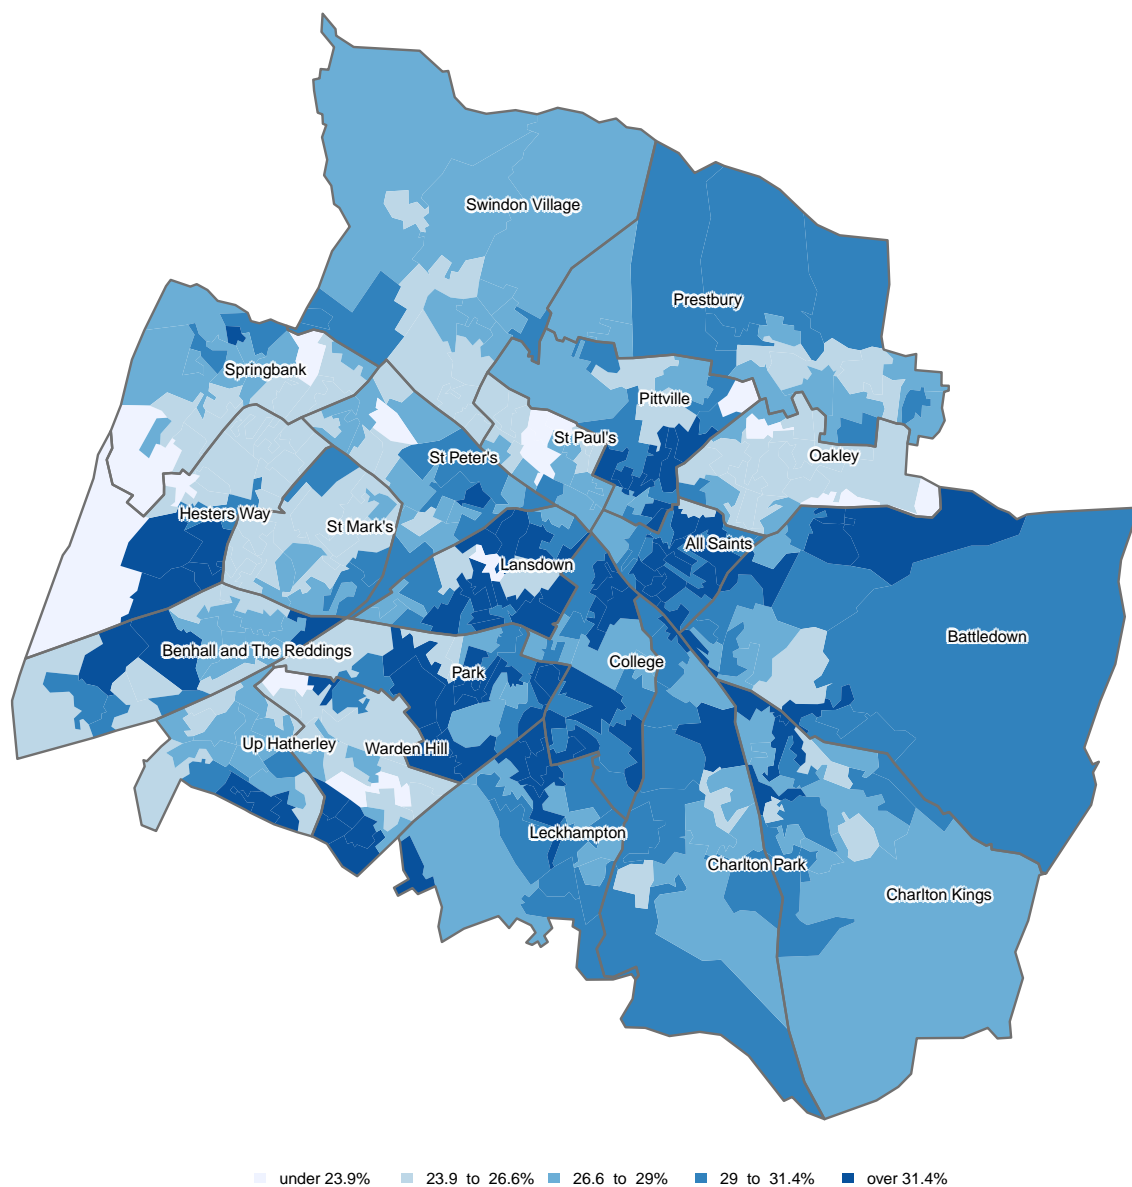 Swindon Village
Prestbury
Springbank
Pittville
St Paul's
St Peter's
Oakley
Hesters Way
St Mark's
All Saints
Lansdown
Battledown
Benhall and The Reddings
College
Park
Up Hatherley
Warden Hill
Leckhampton
Charlton Park
Charlton Kings
under 23.9% 23.9 to 26.6% 26.6 to 29% 29 to 31.4% over 31.4%